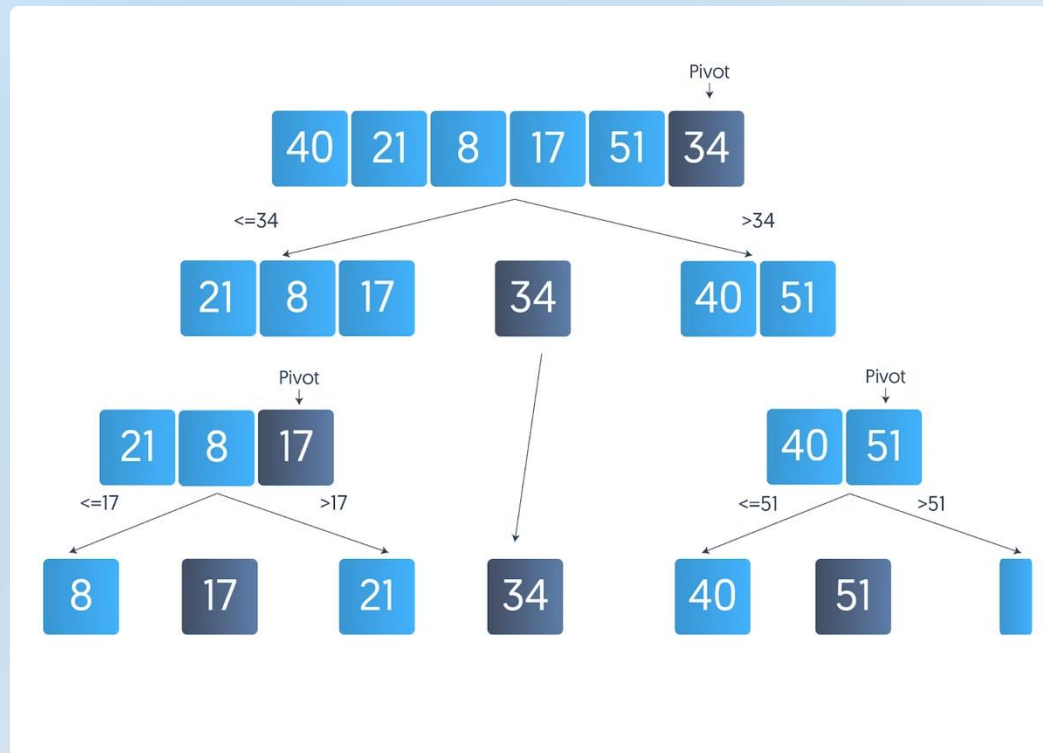 Pivot
40 21 8 17 51 34
<=34 >34
21 8 17 34 40 51
Pivot Pivot
21 8 17 40 51
<=17 >17 <=51 >51
8 17 21 34 40 51